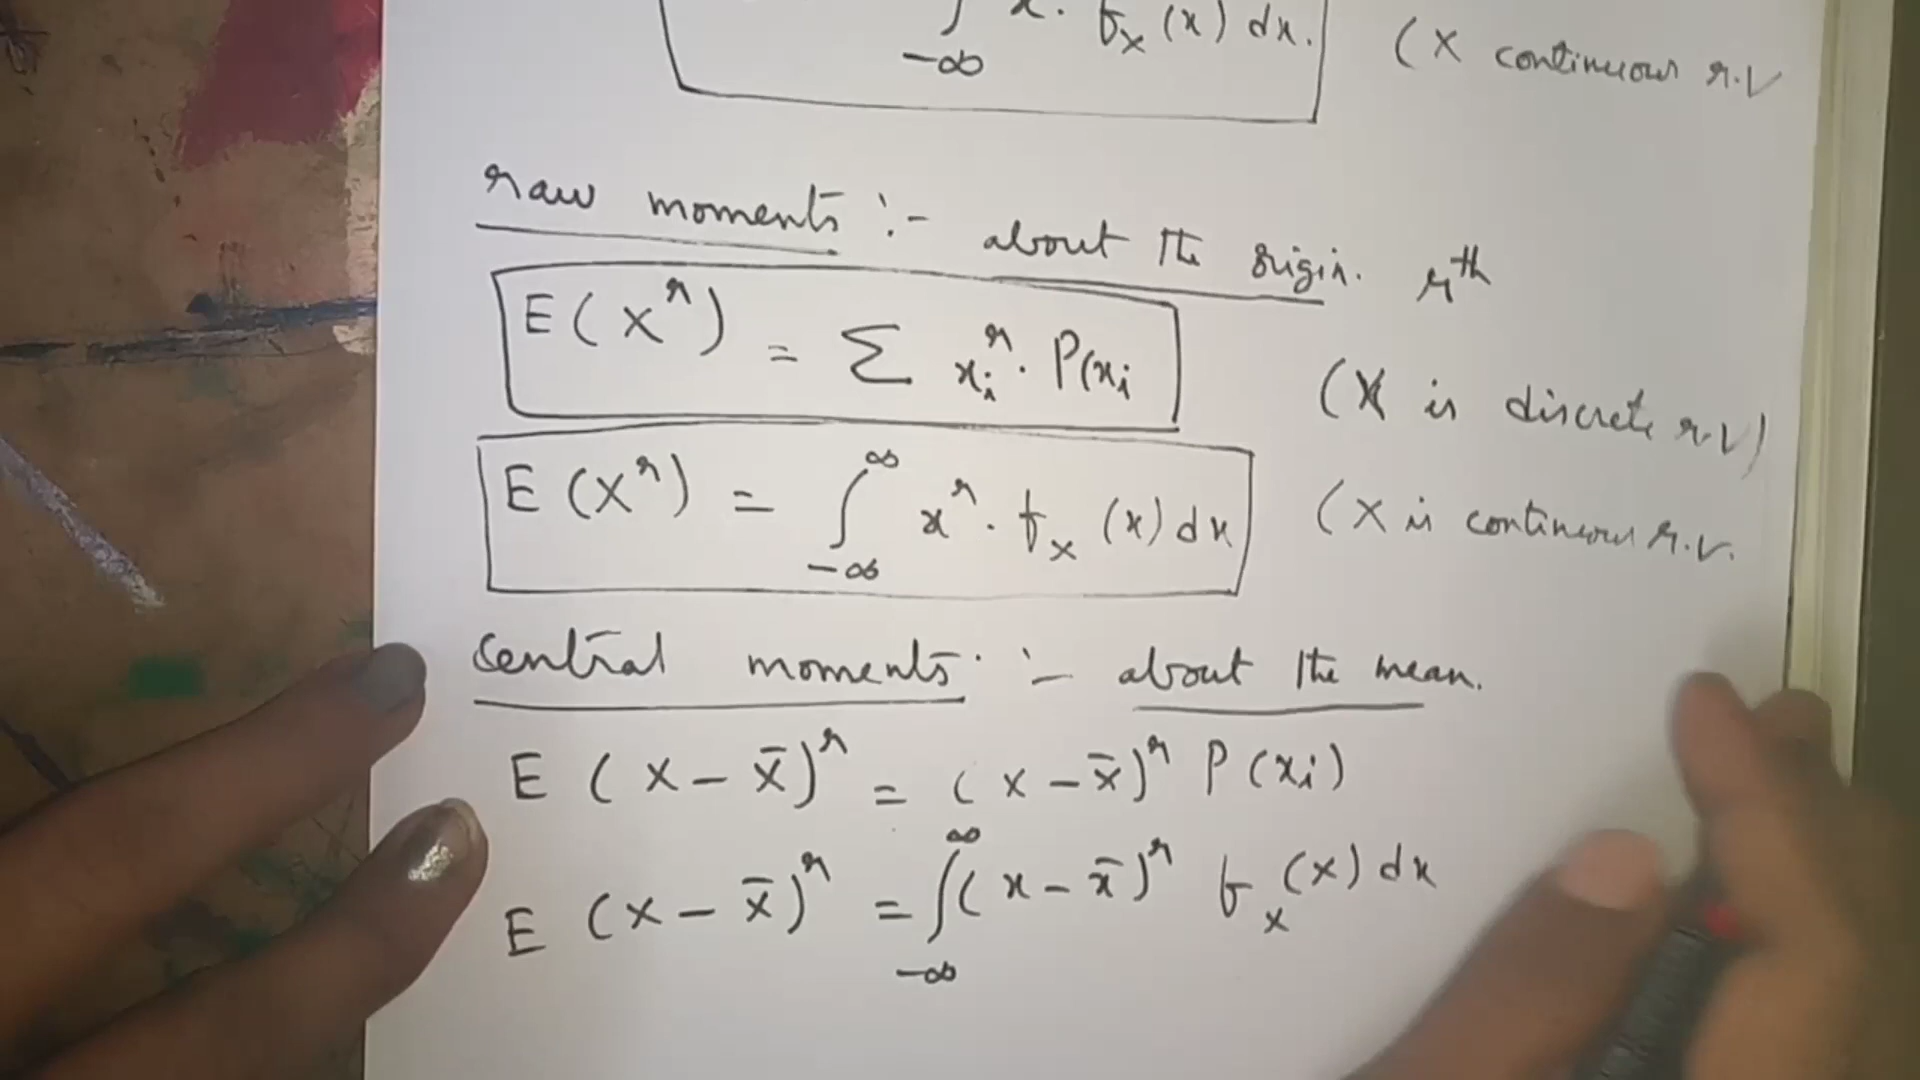 ∫ x. f_X (x) dx. (X continuous r.v
-∞
raw moments :- about the origin. rth
E(X^r) = Σ x_i^r . P(x_i (X is discrete r.v)
E(X^r) = ∫_{-∞}^{∞} x^r . f_X (x) dx (X is continuous r.v.
Central moments. :- about the mean.
E (X - X̄)^r = (X - X̄)^r P(x_i)
E (X - X̄)^r = ∫_{-∞}^{∞} (x - x̄)^r f_X (x) dx